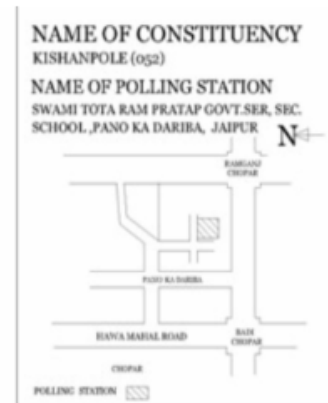 NAME OF CONSTITUENCY
KISHANPOLE (052)
NAME OF POLLING STATION
SWAMI TOTA RAM PRATAP GOVT.SER, SEC.
SCHOOL ,PANO KA DARIBA, JAIPUR
N
RAMGANJ
CHOPAR
PANO KA DARIBA
HAWA MAHAL ROAD
BADI
CHOPAR
CHOPAR
POLLING STATION